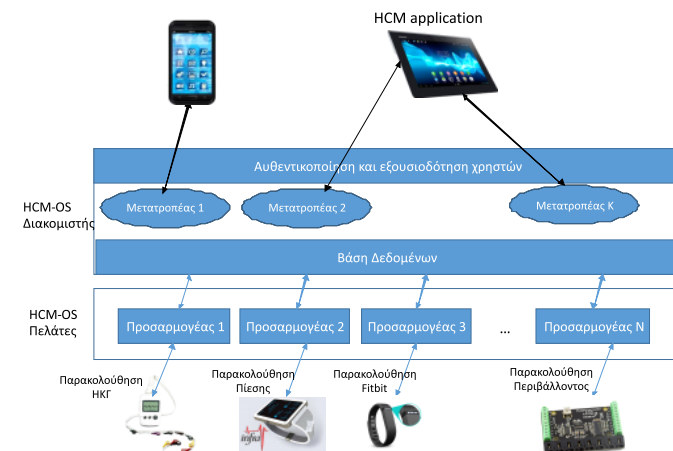 HCM application
Αυθεντικοποίηση και εξουσιοδότηση χρηστών
HCM-OS
Διακομιστής
Μετατροπέας 1
Μετατροπέας 2
Μετατροπέας Κ
Βάση Δεδομένων
HCM-OS
Πελάτες
Προσαρμογέας 1
Προσαρμογέας 2
Προσαρμογέας 3
...
Προσαρμογέας Ν
Παρακολούθηση
ΗΚΓ
Παρακολούθηση
Πίεσης
Παρακολούθηση
Fitbit
Παρακολούθηση
Περιβάλλοντος